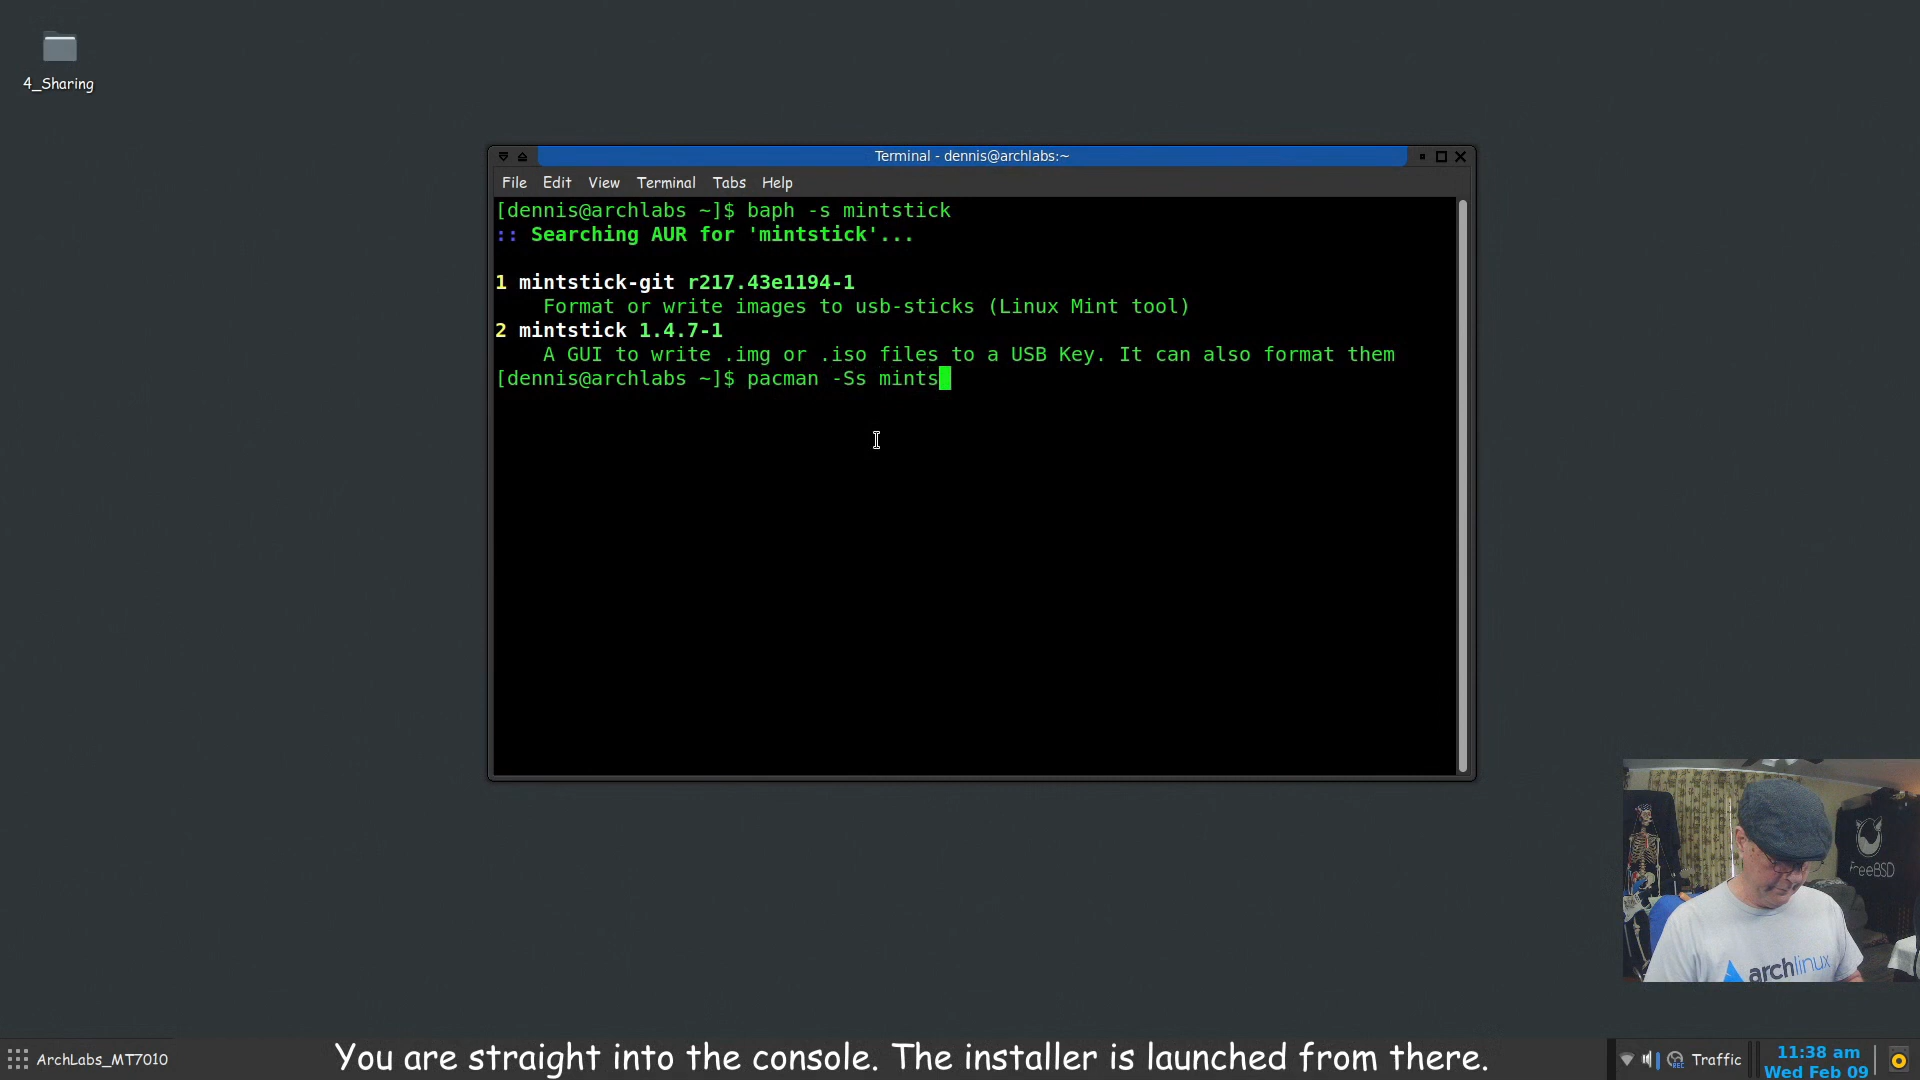 4_Sharing
Terminal - dennis@archlabs:~
File Edit View Terminal Tabs Help
[dennis@archlabs ~]$ baph -s mintstick
:: Searching AUR for 'mintstick'...
1 mintstick-git r217.43e1194-1
Format or write images to usb-sticks (Linux Mint tool)
2 mintstick 1.4.7-1
A GUI to write .img or .iso files to a USB Key. It can also format them
[dennis@archlabs ~]$ pacman -Ss mints
FreeBSD
archlinux
ArchLabs_MT7010
You are straight into the console. The installer is launched from there.
REC
Traffic
11:38 am
Wed Feb 09